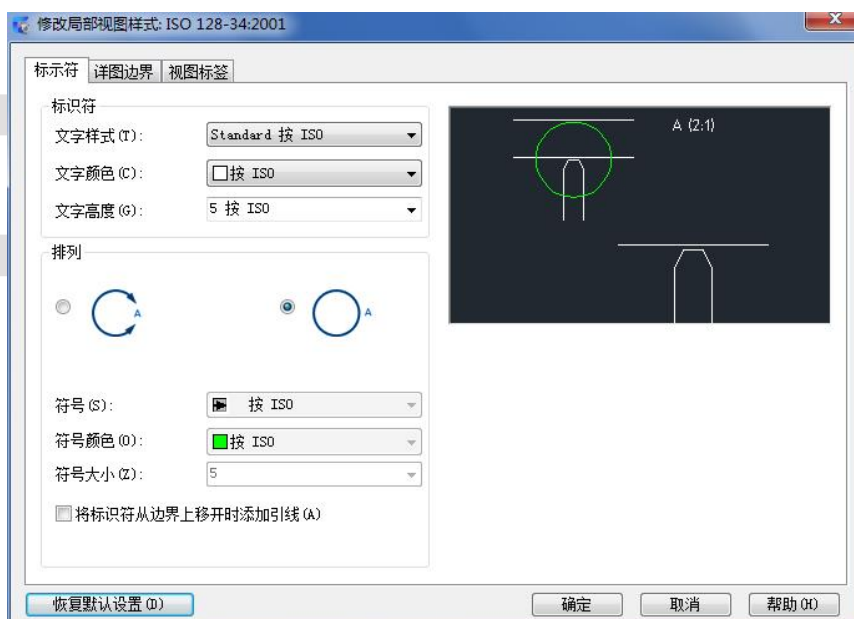 修改局部视图样式: ISO 128-34:2001
标示符 详图边界 视图标签
标识符
文字样式(T): Standard 按 ISO
文字颜色(C): 按 ISO
文字高度(G): 5 按 ISO
A (2:1)
排列
A A
符号(S): 按 ISO
符号颜色(O): 按 ISO
符号大小(Z): 5
将标识符从边界上移开时添加引线(A)
恢复默认设置(D) 确定 取消 帮助(H)